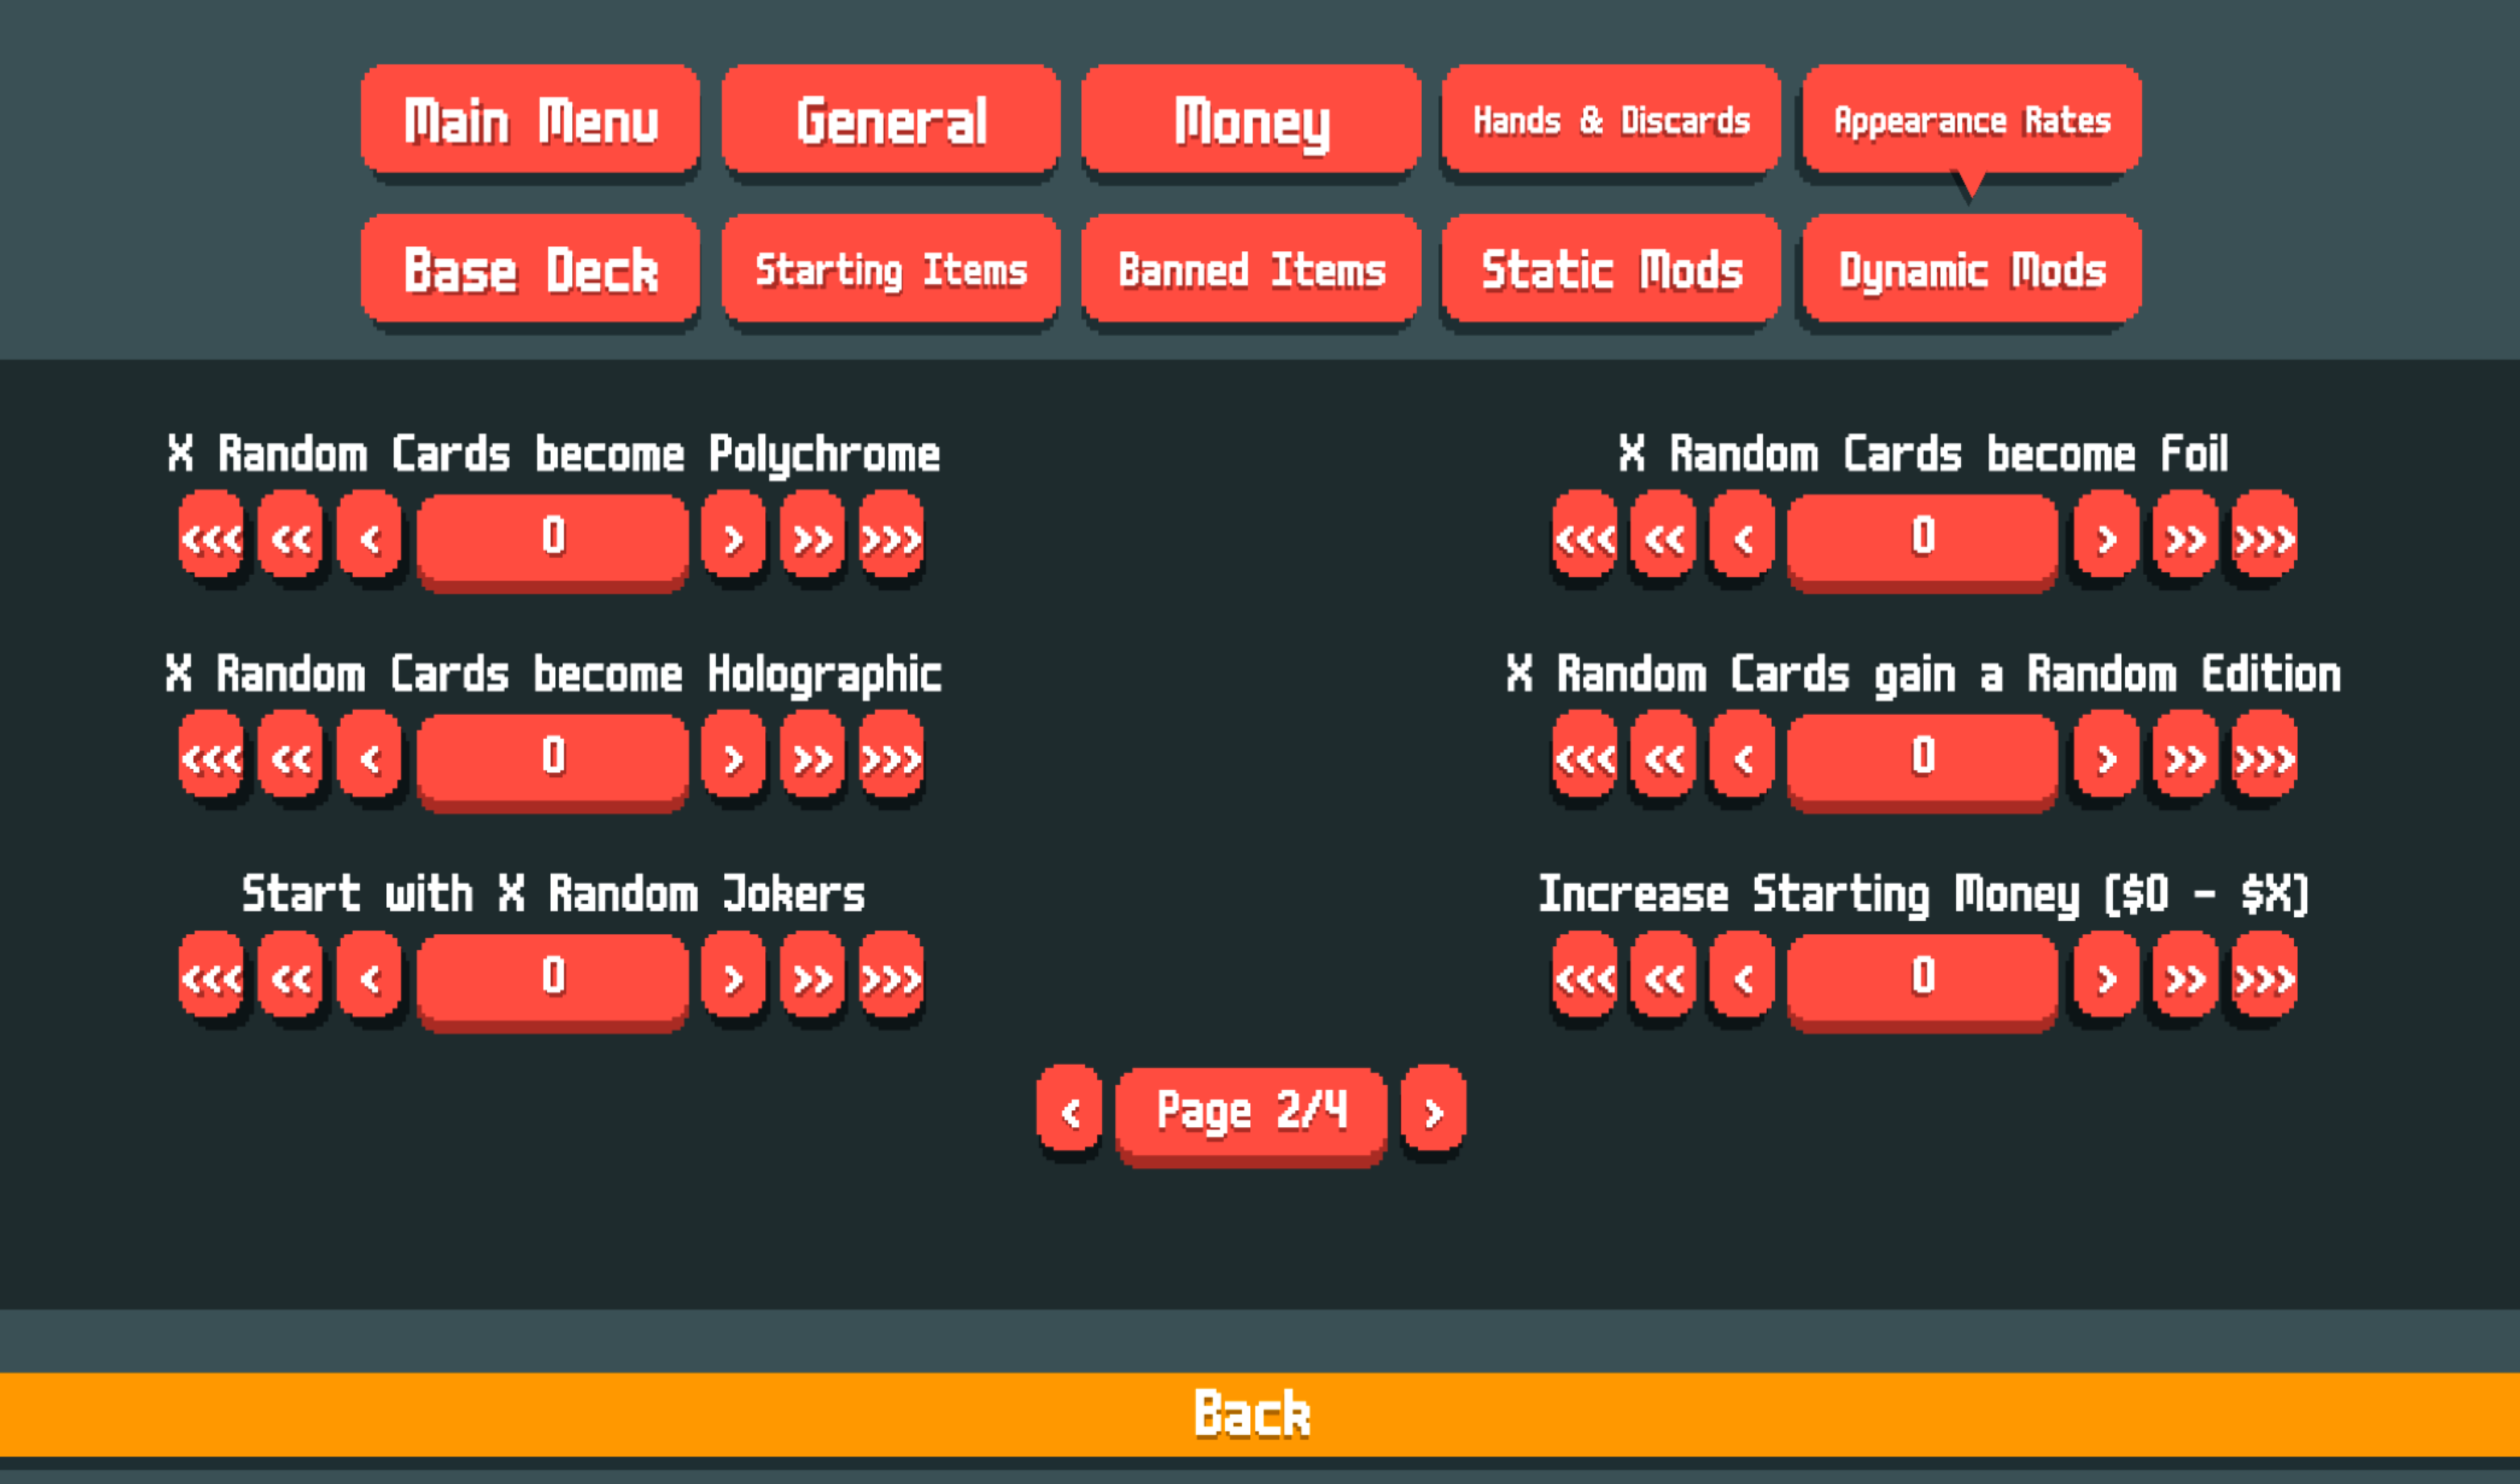 Main Menu General Money Hands & Discards Appearance Rates
Base Deck Starting Items Banned Items Static Mods Dynamic Mods
X Random Cards become Polychrome X Random Cards become Foil
<<< << < 0 > >> >>> <<< << < 0 > >> >>>
X Random Cards become Holographic X Random Cards gain a Random Edition
<<< << < 0 > >> >>> <<< << < 0 > >> >>>
Start with X Random Jokers Increase Starting Money ($0 - $X)
<<< << < 0 > >> >>> <<< << < 0 > >> >>>
< Page 2/4 >
Back